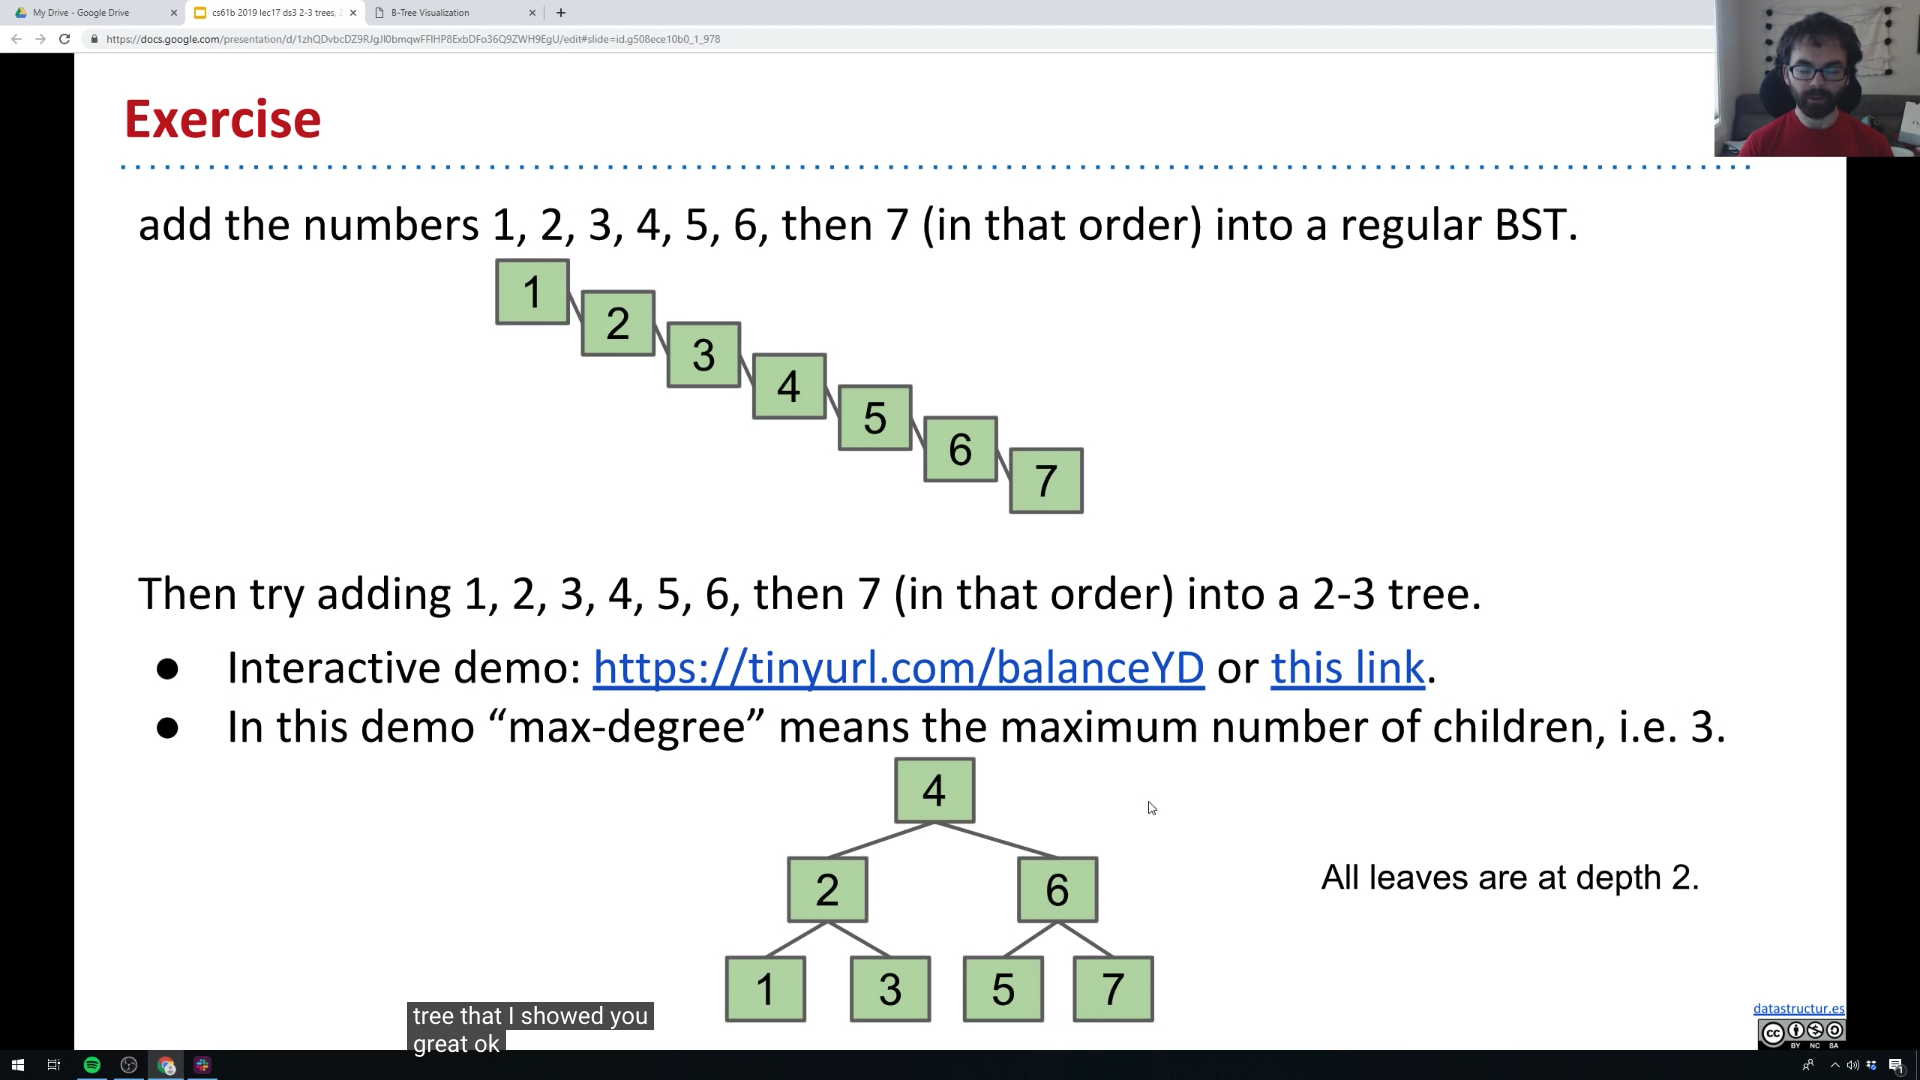 My Drive - Google Drive
cs61b 2019 lec17 ds3 2-3 trees, 2
B-Tree Visualization
https://docs.google.com/presentation/d/1zhQDvbcDZ9RJgJl0bmqwFFlHP8ExbDFo36Q9ZWH9EgU/edit#slide=id.g508ece10b0_1_978
Exercise
add the numbers 1, 2, 3, 4, 5, 6, then 7 (in that order) into a regular BST.
1
2
3
4
5
6
7
Then try adding 1, 2, 3, 4, 5, 6, then 7 (in that order) into a 2-3 tree.
● Interactive demo: https://tinyurl.com/balanceYD or this link.
● In this demo “max-degree” means the maximum number of children, i.e. 3.
4
2 6
All leaves are at depth 2.
1 3 5 7
datastructur.es
cc
BY NC SA
tree that I showed you
great ok